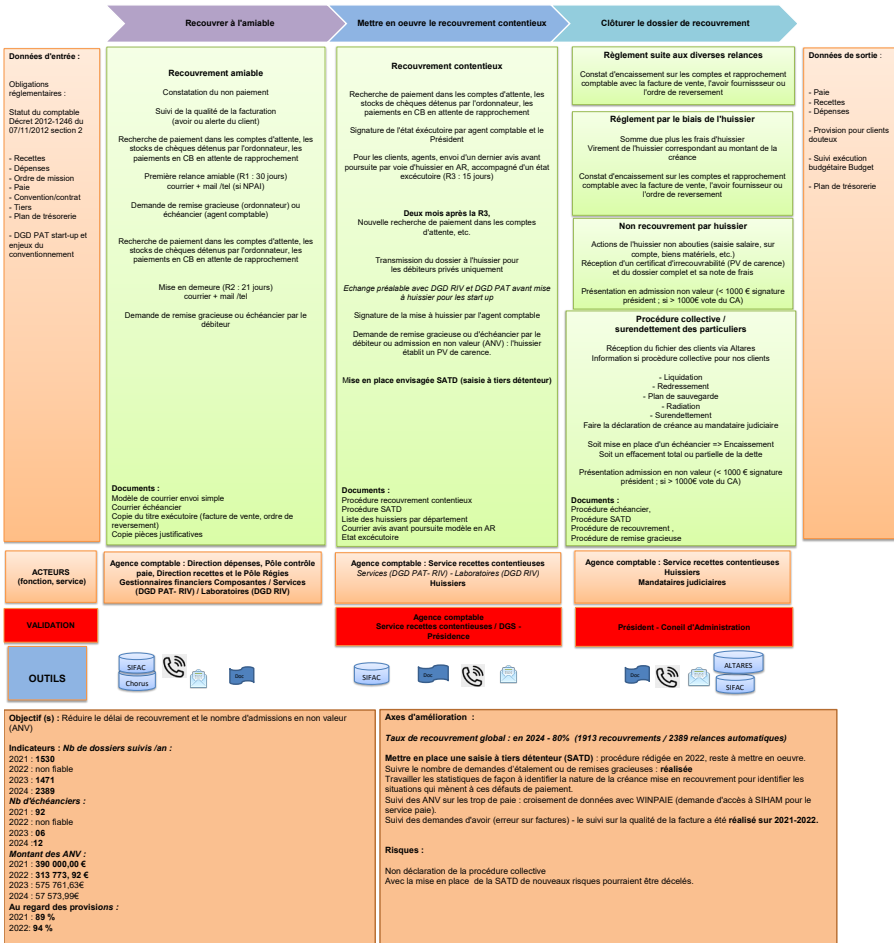 Recouvrer à l'amiable
Mettre en oeuvre le recouvrement contentieux
Clôturer le dossier de recouvrement
Données d'entrée :
Obligations
réglementaires :
Statut du comptable
Décret 2012-1246 du
07/11/2012 section 2
- Recettes
- Dépenses
- Ordre de mission
- Paie
- Convention/contrat
- Tiers
- Plan de trésorerie
- DGD PAT start-up et
enjeux du
conventionnement
Recouvrement amiable
Constatation du non paiement
Suivi de la qualité de la facturation
(avoir ou alerte du client)
Recherche de paiement dans les comptes d'attente, les
stocks de chèques détenus par l'ordonnateur, les
paiements en CB en attente de rapprochement
Première relance amiable (R1 : 30 jours)
courrier + mail /tel (si NPAI)
Demande de remise gracieuse (ordonnateur) ou
échéancier (agent comptable)
Recherche de paiement dans les comptes d'attente, les
stocks de chèques détenus par l'ordonnateur, les
paiements en CB en attente de rapprochement
Mise en demeure (R2 : 21 jours)
courrier + mail /tel
Demande de remise gracieuse ou échéancier par le
débiteur
Documents :
Modèle de courrier envoi simple
Courrier échéancier
Copie du titre exécutoire (facture de vente, ordre de
reversement)
Copie pièces justificatives
Recouvrement contentieux
Recherche de paiement dans les comptes d'attente, les
stocks de chèques détenus par l'ordonnateur, les
paiements en CB en attente de rapprochement
Signature de l'état éxécutoire par agent comptable et le
Président
Pour les clients, agents, envoi d'un dernier avis avant
poursuite par voie d'huissier en AR, accompagné d'un état
excécutoire (R3 : 15 jours)
Deux mois après la R3,
Nouvelle recherche de paiement dans les comptes
d'attente, etc.
Transmission du dossier à l'huissier pour
les débiteurs privés uniquement
Echange préalable avec DGD RIV et DGD PAT avant mise
à huissier pour les start up
Signature de la mise à huissier par l'agent comptable
Demande de remise gracieuse ou d'échéancier par le
débiteur ou admission en non valeur (ANV) : l'huissier
établit un PV de carence.
Mise en place envisagée SATD (saisie à tiers détenteur)
Documents :
Procédure recouvrement contentieux
Procédure SATD
Liste des huissiers par département
Courrier avis avant poursuite modèle en AR
Etat excécutoire
Règlement suite aux diverses relances
Constat d'encaissement sur les comptes et rapprochement
comptable avec la facture de vente, l'avoir fournissseur ou
l'ordre de reversement
Réglement par le biais de l'huissier
Somme due plus les frais d'huissier
Virement de l'huissier correspondant au montant de la
créance
Constat d'encaissement sur les comptes et rapprochement
comptable avec la facture de vente, l'avoir fournisseur ou
l'ordre de reversement
Non recouvrement par huissier
Actions de l'huissier non abouties (saisie salaire, sur
compte, biens matériels, etc.)
Réception d'un certificat d'irrecouvrabilité (PV de carence)
et du dossier complet et sa note de frais
Présentation en admission non valeur (< 1000 € signature
président ; si > 1000€ vote du CA)
Procédure collective /
surendettement des particuliers
Réception du fichier des clients via Altares
Information si procèdure collective pour nos clients
- Liquidation
- Redressement
- Plan de sauvegarde
- Radiation
- Surendettement
Faire la déclaration de créance au mandataire judiciaire
Soit mise en place d'un échéancier => Encaissement
Soit un effacement total ou partielle de la dette
Présentation admission en non valeur (< 1000 € signature
président ; si > 1000€ vote du CA)
Documents :
Procédure échéancier,
Procédure SATD
Procédure de recouvrement ,
Procédure de remise gracieuse
Données de sortie :
- Paie
- Recettes
- Dépenses
- Provision pour clients
douteux
- Suivi exécution
budgétaire Budget
- Plan de trésorerie
ACTEURS
(fonction, service)
Agence comptable : Direction dépenses, Pôle contrôle
paie, Direction recettes et le Pôle Régies
Gestionnaires financiers Composantes / Services
(DGD PAT- RIV) / Laboratoires (DGD RIV)
Agence comptable : Service recettes contentieuses
Services (DGD PAT- RIV) - Laboratoires (DGD RIV)
Huissiers
Agence comptable : Service recettes contentieuses
Huissiers
Mandataires judiciaires
VALIDATION
Agence comptable
Service recettes contentieuses / DGS -
Présidence
Président - Conseil d'Administration
OUTILS
SIFAC
Chorus
Doc
SIFAC
Doc
Doc
ALTARES
SIFAC
Objectif (s) : Réduire le délai de recouvrement et le nombre d'admissions en non valeur
(ANV)
Indicateurs : Nb de dossiers suivis /an :
2021 : 1530
2022 : non fiable
2023 : 1471
2024 : 2389
Nb d'échéanciers :
2021 : 92
2022 : non fiable
2023 : 06
2024 :12
Montant des ANV :
2021 : 390 000,00 €
2022 : 313 773, 92 €
2023 : 575 761,63€
2024 : 57 573,99€
Au regard des provisions :
2021 : 89 %
2022: 94 %
Axes d'amélioration :
Taux de recouvrement global : en 2024 - 80% (1913 recouvrements / 2389 relances automatiques)
Mettre en place une saisie à tiers détenteur (SATD) : procédure rédigée en 2022, reste à mettre en oeuvre.
Suivre le nombre de demandes d'étalement ou de remises gracieuses : réalisée
Travailler les statistiques de façon à identifier la nature de la créance mise en recouvrement pour identifier les
situations qui mènent à ces défauts de paiement.
Suivi des ANV sur les trop de paie : croisement de données avec WINPAIE (demande d'accès à SIHAM pour le
service paie).
Suivi des demandes d'avoir (erreur sur factures) - le suivi sur la qualité de la facture a été réalisé sur 2021-2022.
Risques :
Non déclaration de la procédure collective
Avec la mise en place de la SATD de nouveaux risques pourraient être décelés.